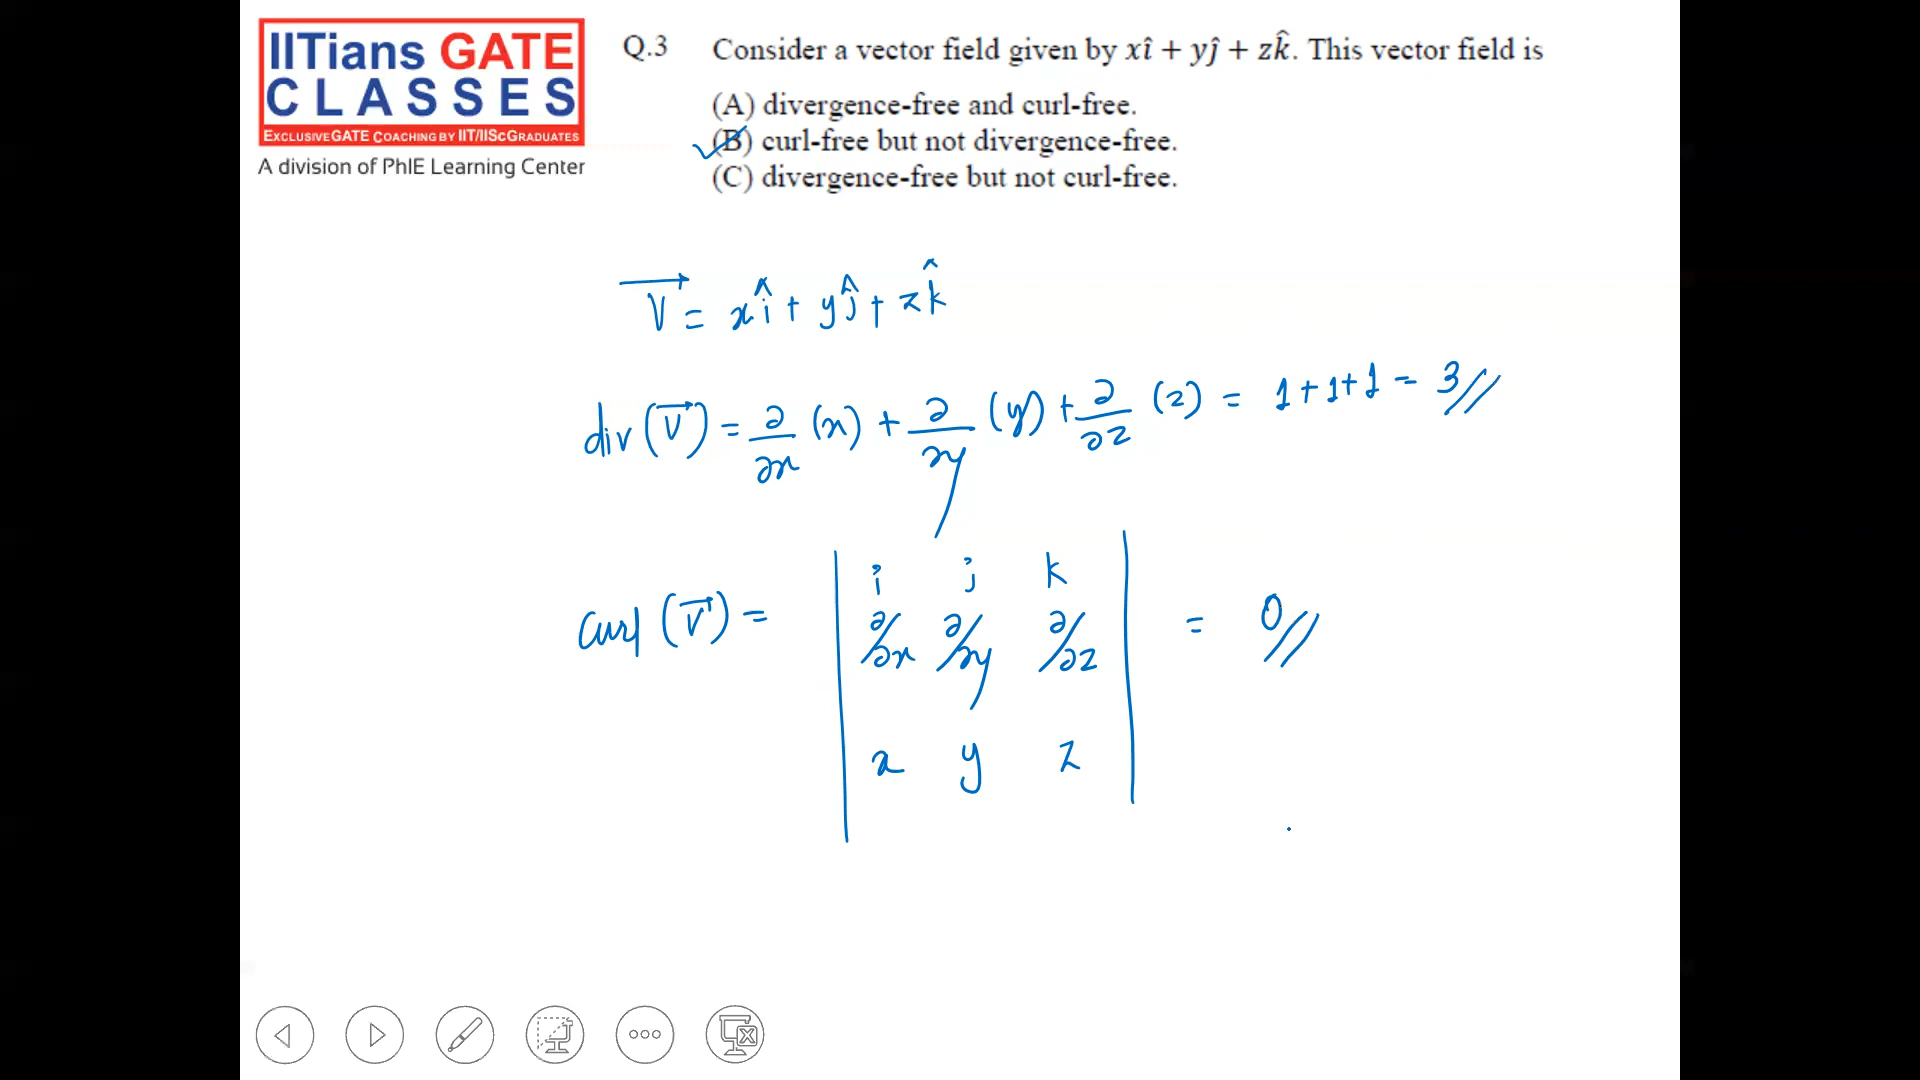 IITians GATE
CLASSES
EXCLUSIVE GATE COACHING BY IIT/IISc GRADUATES
A division of PhIE Learning Center
Q.3 Consider a vector field given by xî + yĵ + zk̂. This vector field is
(A) divergence-free and curl-free.
(B) curl-free but not divergence-free.
(C) divergence-free but not curl-free.
V⃗ = xî + yĵ + zk̂
div(V⃗) = ∂/∂x (x) + ∂/∂y (y) + ∂/∂z (z) = 1+1+1 = 3//
curl (V⃗) = | i j k | = 0//
∂/∂x ∂/∂y ∂/∂z
x y z